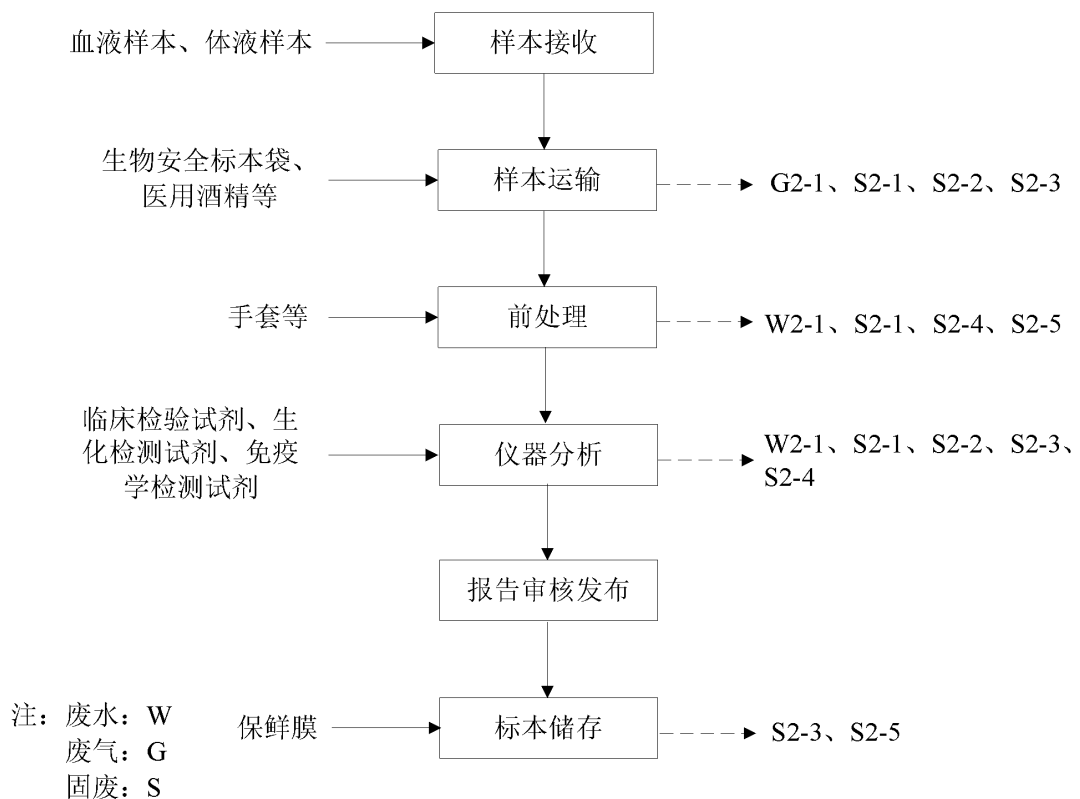 血液样本、体液样本
样本接收
生物安全标本袋、
医用酒精等
样本运输
G2-1、S2-1、S2-2、S2-3
手套等
前处理
W2-1、S2-1、S2-4、S2-5
临床检验试剂、生
化检测试剂、免疫
学检测试剂
仪器分析
W2-1、S2-1、S2-2、S2-3、
S2-4
报告审核发布
保鲜膜
标本储存
S2-3、S2-5
注：废水：W
废气：G
固废：S